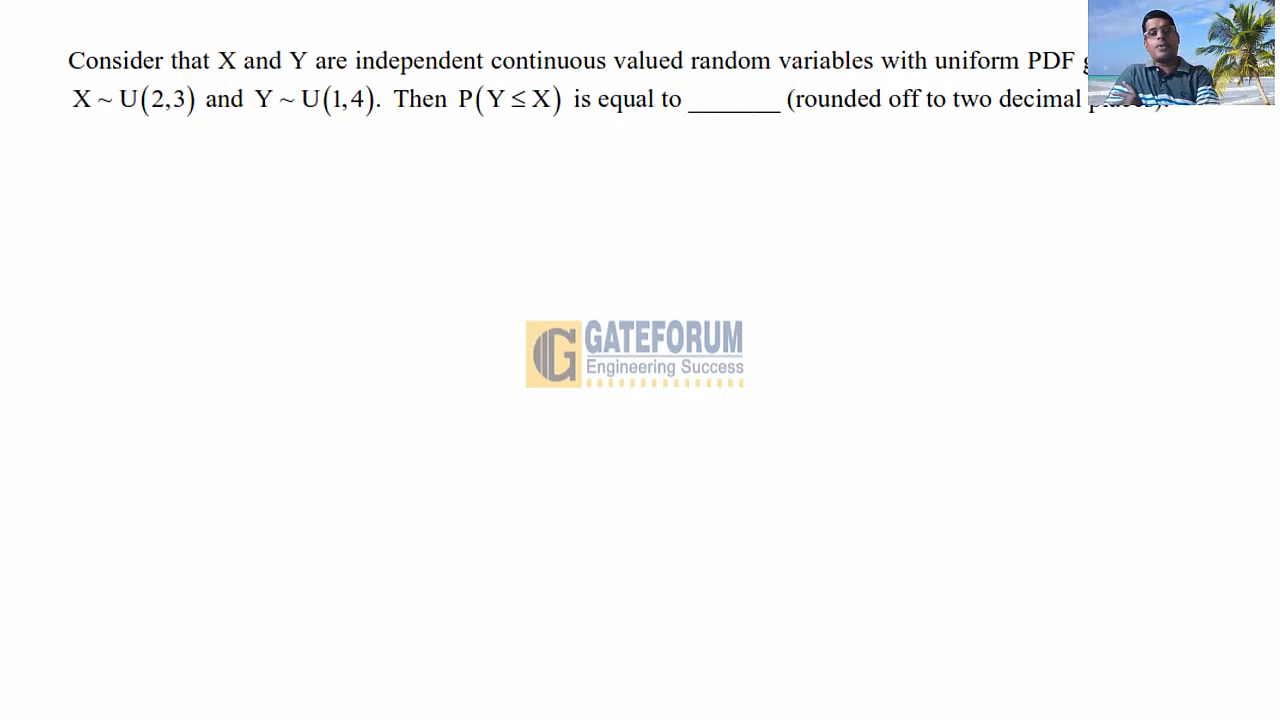 Consider that X and Y are independent continuous valued random variables with uniform PDF
X ~ U(2,3) and Y ~ U(1,4). Then P(Y ≤ X) is equal to _______ (rounded off to two decimal
GATEFORUM
Engineering Success